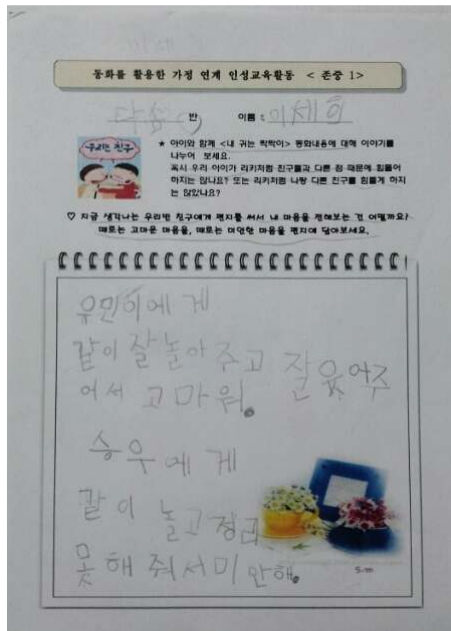 동화를 활용한 가정 연계 인성교육활동 < 존중 1>
반 이름 : 이채희
우리는 친구
★ 아이와 함께 <내 귀는 짝짝이> 동화내용에 대해 이야기를
나누어 보세요.
혹시 우리 아이가 리키처럼 친구들과 다른 점 때문에 힘들어
하지는 않나요? 또는 리키처럼 나랑 다른 친구를 힘들게 하지
는 않았나요?
♡ 지금 생각나는 우리반 친구에게 편지를 써서 내 마음을 전해보는 건 어떨까요?
때로는 고마운 마음을, 때로는 미안한 마음을 편지에 담아보세요.
유민이에게
같이 잘 놀아주고 잘 웄어주
어서 고마워.
승우에게
같이 놀고 정리
못해줘서 미안해.